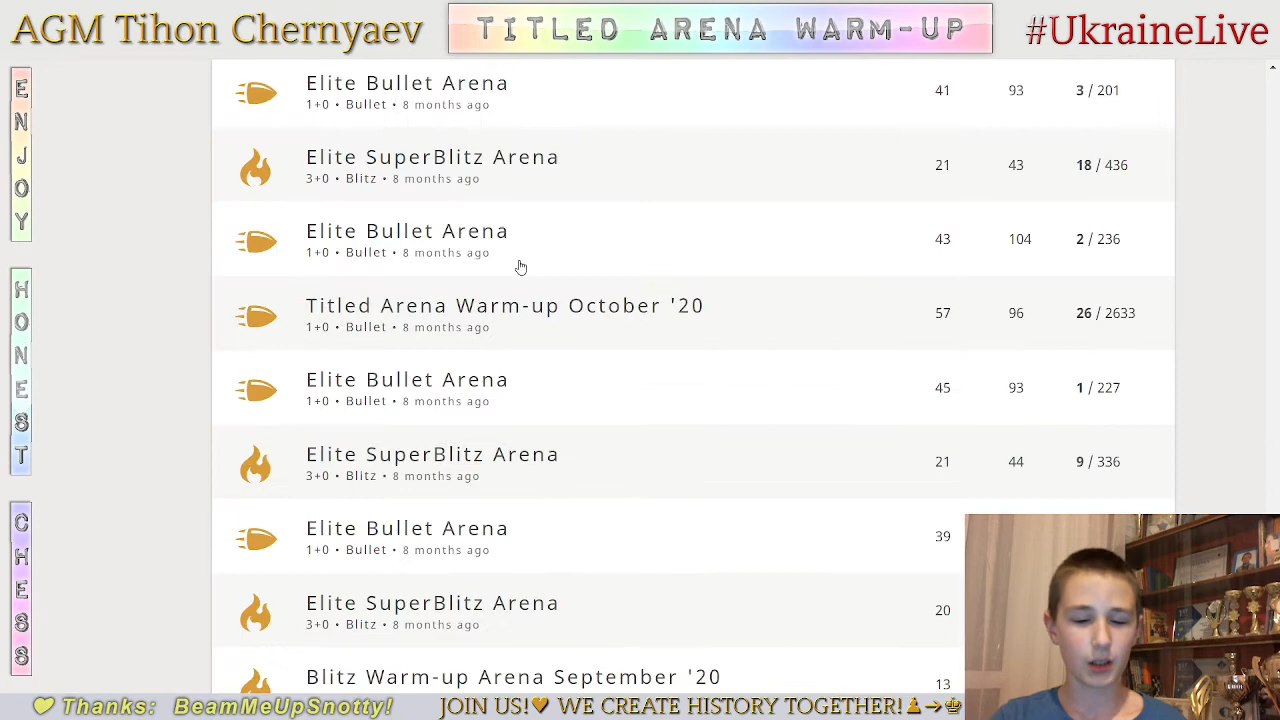 AGM Tihon Chernyaev
TITLED ARENA WARM-UP
#UkraineLive
ENJOY
HONEST
CHESS
Elite Bullet Arena
1+0 • Bullet • 8 months ago
41 93 3 / 201
Elite SuperBlitz Arena
3+0 • Blitz • 8 months ago
21 43 18 / 436
Elite Bullet Arena
1+0 • Bullet • 8 months ago
43 104 2 / 236
Titled Arena Warm-up October '20
1+0 • Bullet • 8 months ago
57 96 26 / 2633
Elite Bullet Arena
1+0 • Bullet • 8 months ago
45 93 1 / 227
Elite SuperBlitz Arena
3+0 • Blitz • 8 months ago
21 44 9 / 336
Elite Bullet Arena
1+0 • Bullet • 8 months ago
39
Elite SuperBlitz Arena
3+0 • Blitz • 8 months ago
20
Blitz Warm-up Arena September '20
13
Thanks: BeamMeUpSnotty!
JOIN US!♥ WE CREATE HISTORY TOGETHER!♟→♚